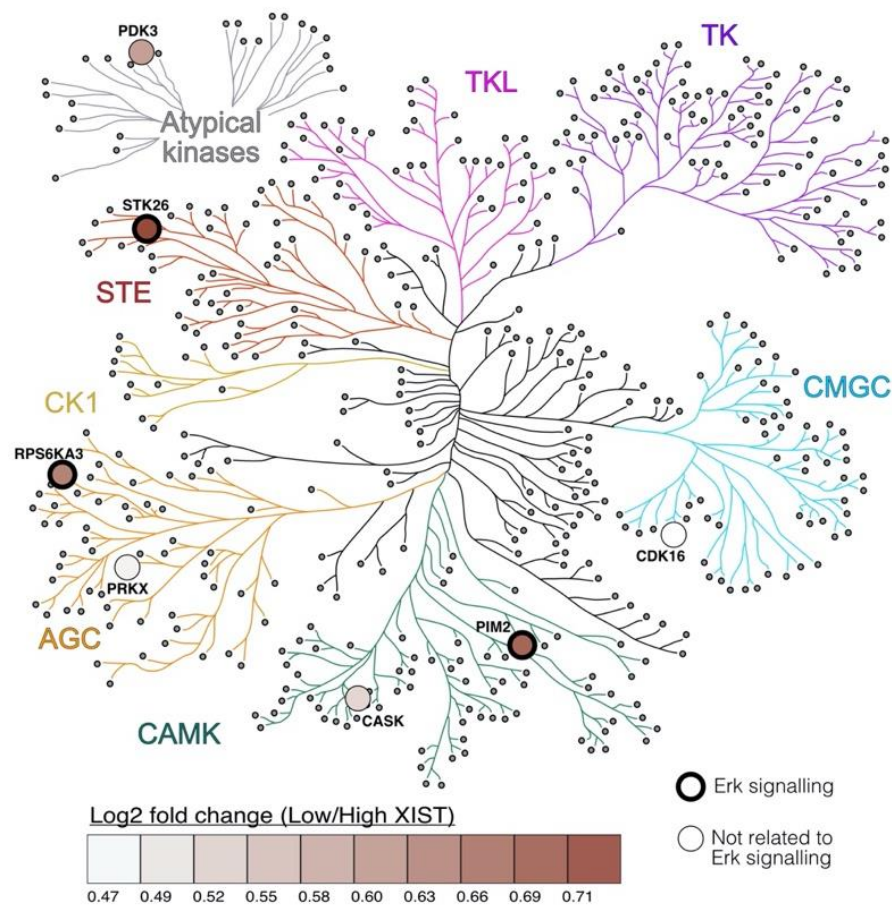 PDK3
TK
TKL
Atypical
kinases
STK26
STE
CMGC
CK1
RPS6KA3
CDK16
PRKX
PIM2
AGC
CASK
CAMK
Log2 fold change (Low/High XIST)
0.47 0.49 0.52 0.55 0.58 0.60 0.63 0.66 0.69 0.71
Erk signalling
Not related to
Erk signalling